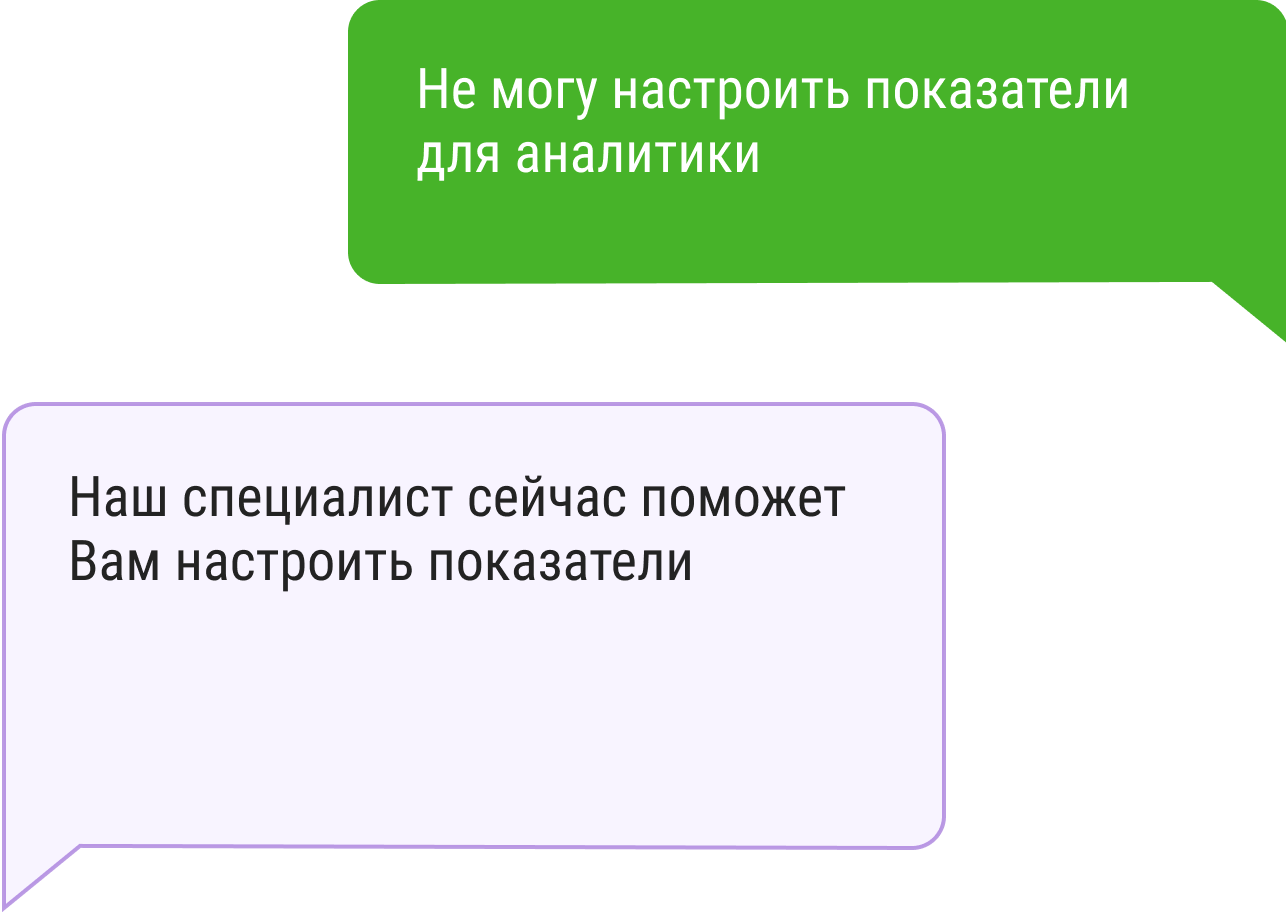 Не могу настроить показатели
для аналитики
Наш специалист сейчас поможет
Вам настроить показатели